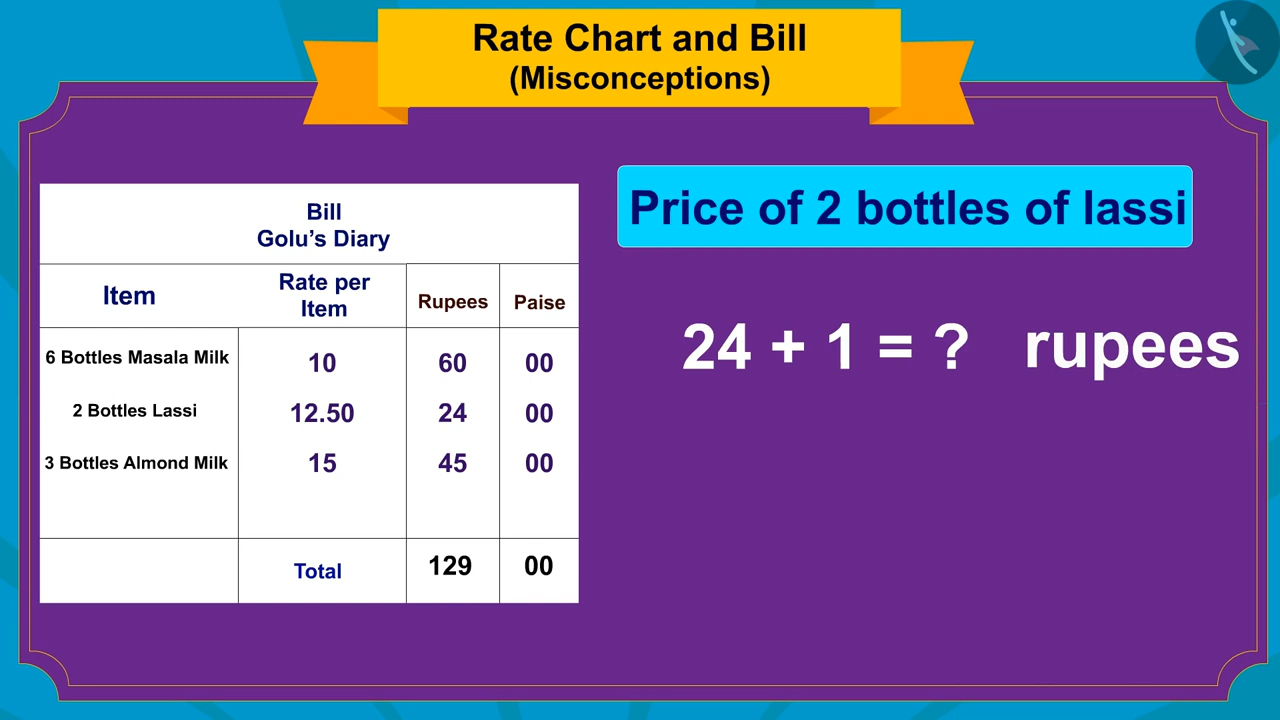 Rate Chart and Bill
(Misconceptions)
Bill
Golu’s Diary
Item Rate per Item Rupees Paise
6 Bottles Masala Milk 10 60 00
2 Bottles Lassi 12.50 24 00
3 Bottles Almond Milk 15 45 00
Total 129 00
Price of 2 bottles of lassi
24 + 1 = ? rupees